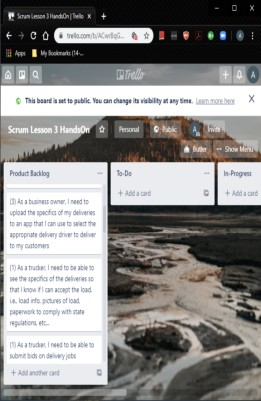 Scrum Lesson 3 HandsOn | Trello
trello.com/b/ACwrBqG...
Apps
My Bookmarks (14-...
Trello
This board is set to public. You can change its visibility at any time. Learn more here
Scrum Lesson 3 HandsOn
Personal
Public
Invite
Butler
Show Menu
Product Backlog
(3) As a business owner, I need to
upload the specifics of my deliveries
to an app that I can use to select the
appropriate delivery driver to deliver
to my customers
(1) As a trucker, I need to be able to
see the specifics of the deliveries so
that I know if I can accept the load,
i.e., load info, pictures of load,
paperwork to comply with state
regulations, etc...
(1) As a trucker, I need to be able to
submit bids on delivery jobs
+ Add another card
To-Do
+ Add a card
In-Progress
+ Add a card